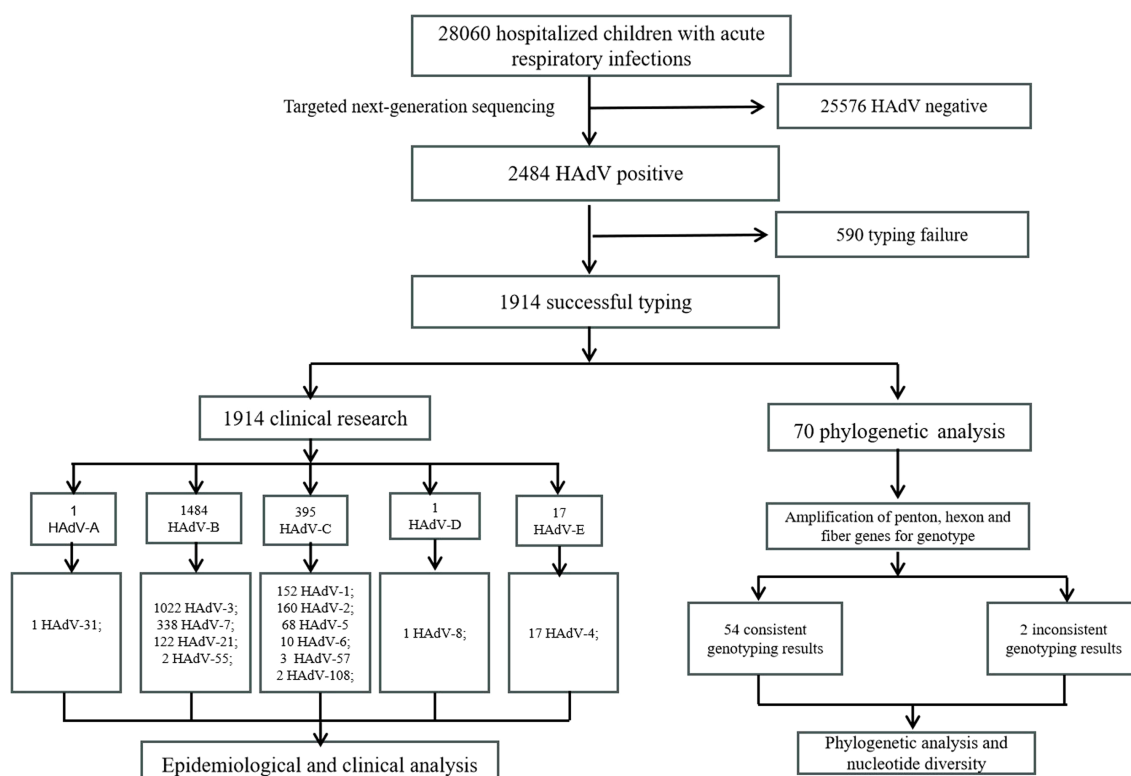 28060 hospitalized children with acute
respiratory infections
Targeted next-generation sequencing
25576 HAdV negative
2484 HAdV positive
590 typing failure
1914 successful typing
1914 clinical research
70 phylogenetic analysis
1
HAdV-A
1484
HAdV-B
395
HAdV-C
1
HAdV-D
17
HAdV-E
Amplification of penton, hexon and
fiber genes for genotype
1 HAdV-31;
1022 HAdV-3;
338 HAdV-7;
122 HAdV-21;
2 HAdV-55;
152 HAdV-1;
160 HAdV-2;
68 HAdV-5
10 HAdV-6;
3 HAdV-57
2 HAdV-108;
1 HAdV-8;
17 HAdV-4;
54 consistent
genotyping results
2 inconsistent
genotyping results
Epidemiological and clinical analysis
Phylogenetic analysis and
nucleotide diversity